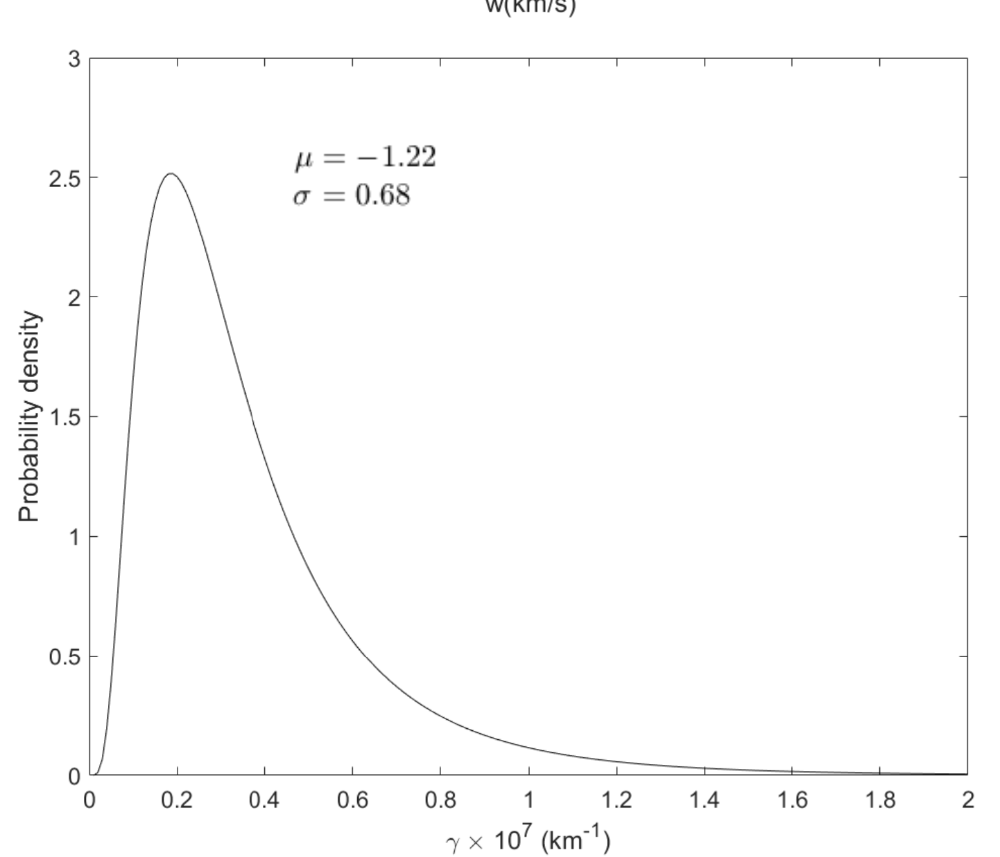 w(km/s)
3
μ = −1.22
σ = 0.68
2.5
2
1.5
1
0.5
0
Probability density
0 0.2 0.4 0.6 0.8 1 1.2 1.4 1.6 1.8 2
γ × 10⁷ (km⁻¹)